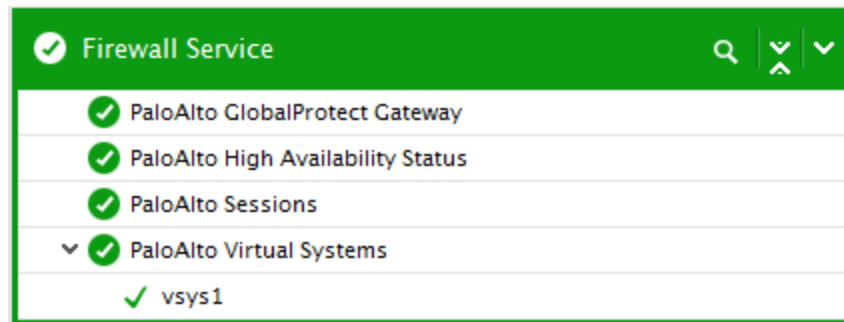 Firewall Service
PaloAlto GlobalProtect Gateway
PaloAlto High Availability Status
PaloAlto Sessions
PaloAlto Virtual Systems
vsys1